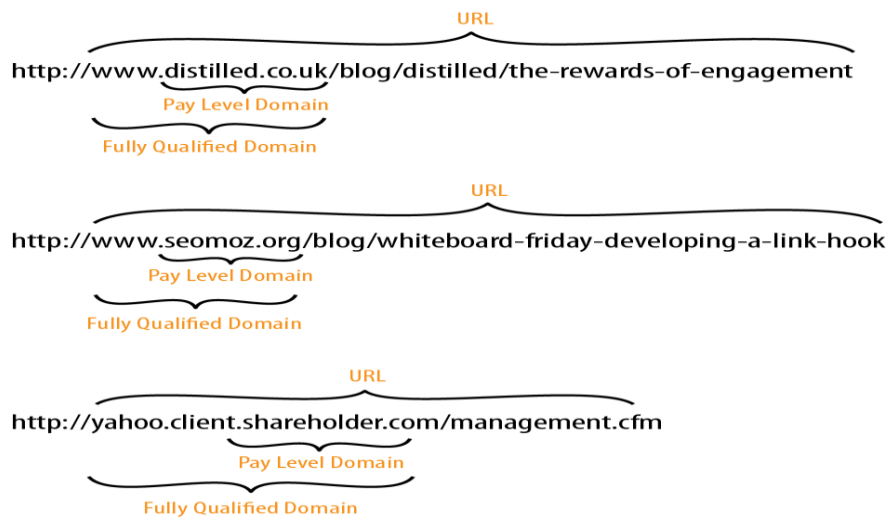 URL
http://www.distilled.co.uk/blog/distilled/the-rewards-of-engagement
Pay Level Domain
Fully Qualified Domain
URL
http://www.seomoz.org/blog/whiteboard-friday-developing-a-link-hook
Pay Level Domain
Fully Qualified Domain
URL
http://yahoo.client.shareholder.com/management.cfm
Pay Level Domain
Fully Qualified Domain